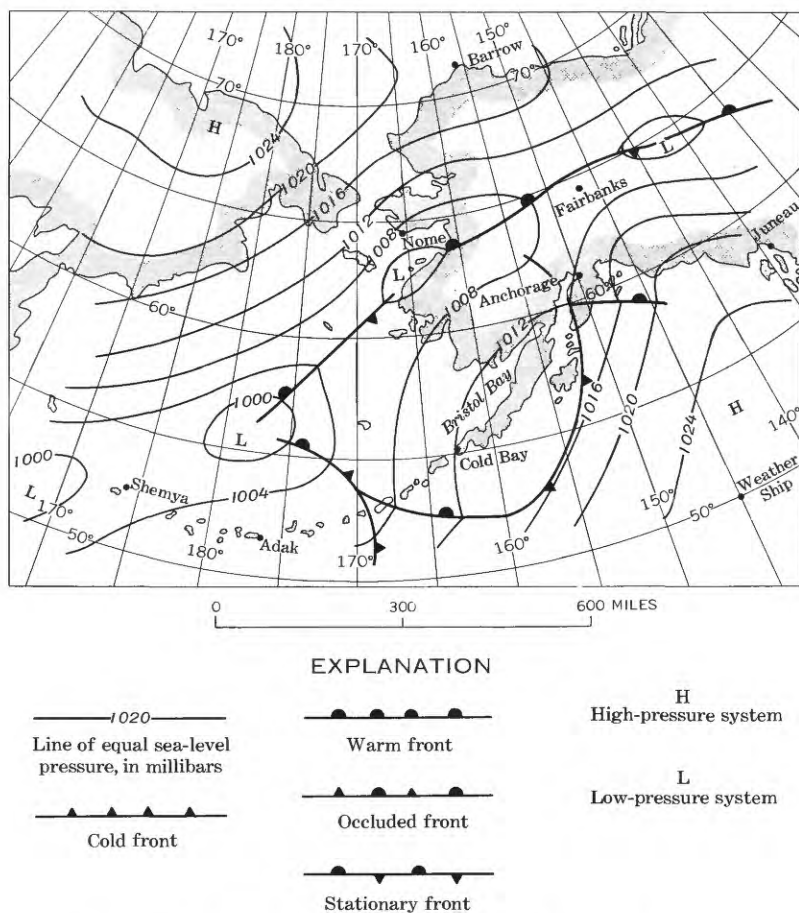 170°
180°
170°
160°
150°
Barrow
70°
70°
H
1024
1020
1016
1012
1008
L
Fairbanks
Nome
Juneau
L
Anchorage
60°
60°
1008
1012
Bristol Bay
1016
1020
1024
H
140°
1000
L
Cold Bay
1000
Weather
Ship
L
Shemya
1004
170°
50°
150°
50°
180°
Adak
170°
160°
0 300 600 MILES
EXPLANATION
1020
Line of equal sea-level
pressure, in millibars
Cold front
Warm front
Occluded front
Stationary front
H
High-pressure system
L
Low-pressure system